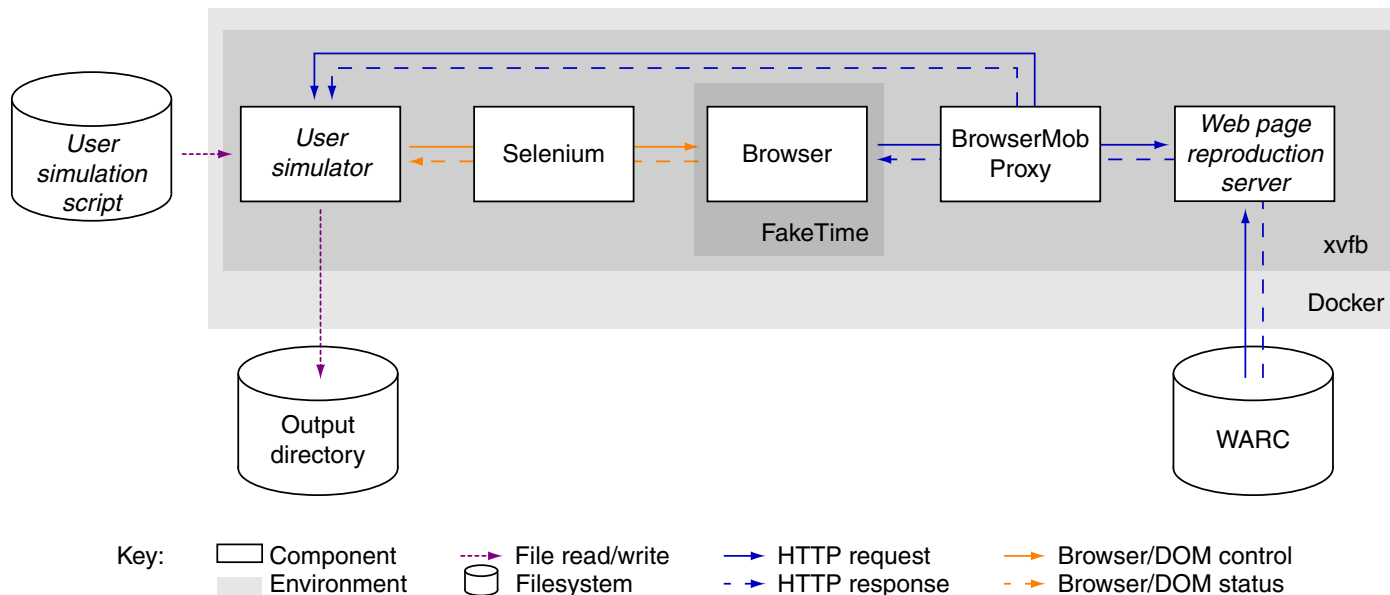 User
simulation
script
User
simulator
Selenium
Browser
FakeTime
BrowserMob
Proxy
Web page
reproduction
server
xvfb
Docker
Output
directory
WARC
Key:
Component
Environment
File read/write
Filesystem
HTTP request
HTTP response
Browser/DOM control
Browser/DOM status